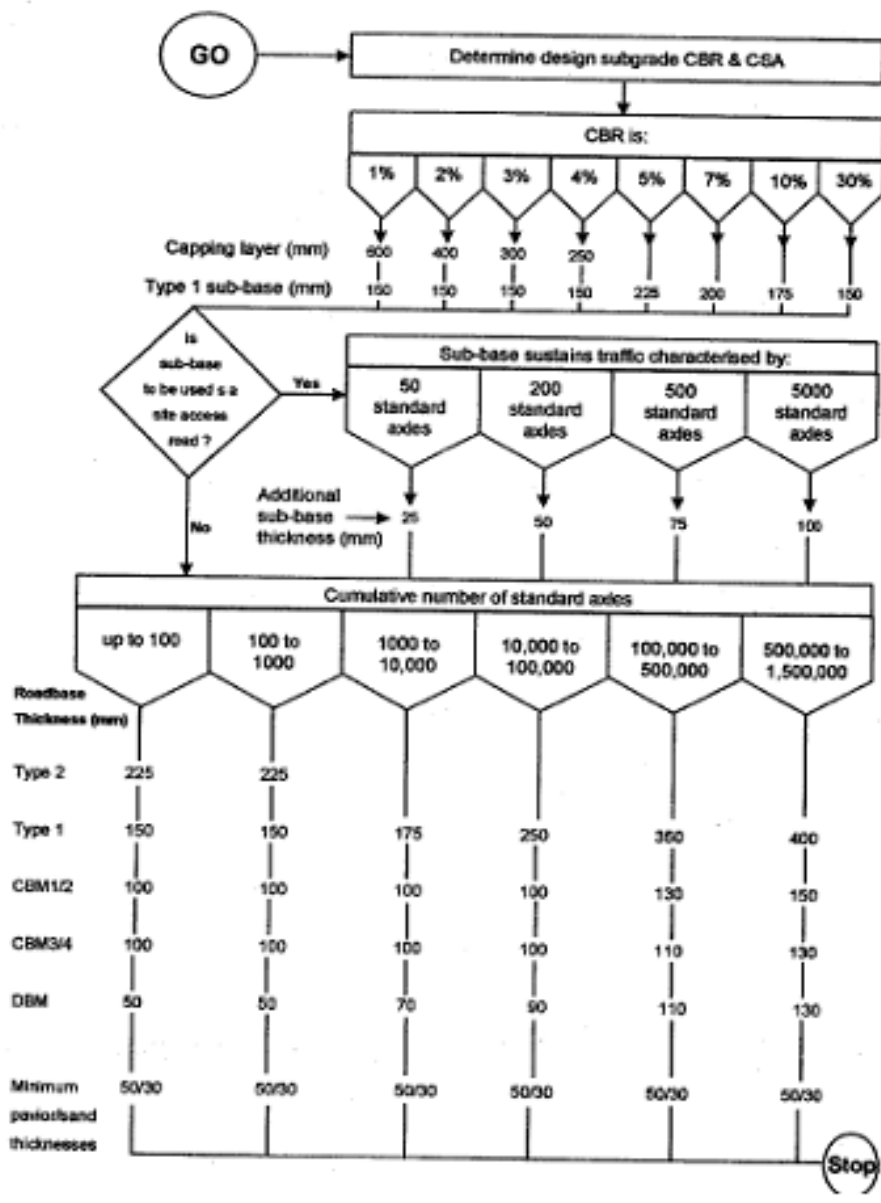 GO
Determine design subgrade CBR & CSA
CBR is:
1% 2% 3% 4% 5% 7% 10% 30%
Capping layer (mm) 600 400 300 250
Type 1 sub-base (mm) 150 150 150 150 225 200 175 150
Is
sub-base
to be used s a
site access
road ?
Yes
No
Sub-base sustains traffic characterised by:
50 standard axles
200 standard axles
500 standard axles
5000 standard axles
Additional
sub-base
thickness (mm)
25 50 75 100
Cumulative number of standard axles
up to 100
100 to 1000
1000 to 10,000
10,000 to 100,000
100,000 to 500,000
500,000 to 1,500,000
Roadbase
Thickness (mm)
Type 2 225 225
Type 1 150 150 175 250 350 400
CBM1/2 100 100 100 100 130 150
CBM3/4 100 100 100 100 110 130
DBM 50 50 70 90 110 130
Minimum 50/30 50/30 50/30 50/30 50/30 50/30
pavior/sand
thicknesses
Stop